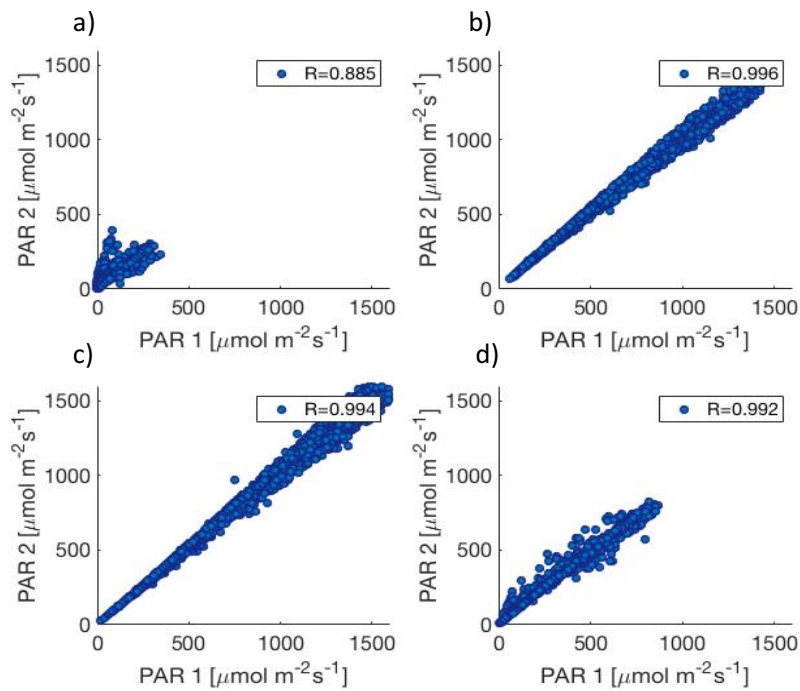 a)
R=0.885
1500
1000
500
0
PAR 2 [μmol m⁻²s⁻¹]
0 500 1000 1500
PAR 1 [μmol m⁻²s⁻¹]
b)
R=0.996
1500
1000
500
0
PAR 2 [μmol m⁻²s⁻¹]
0 500 1000 1500
PAR 1 [μmol m⁻²s⁻¹]
c)
R=0.994
1500
1000
500
0
PAR 2 [μmol m⁻²s⁻¹]
0 500 1000 1500
PAR 1 [μmol m⁻²s⁻¹]
d)
R=0.992
1500
1000
500
0
PAR 2 [μmol m⁻²s⁻¹]
0 500 1000 1500
PAR 1 [μmol m⁻²s⁻¹]